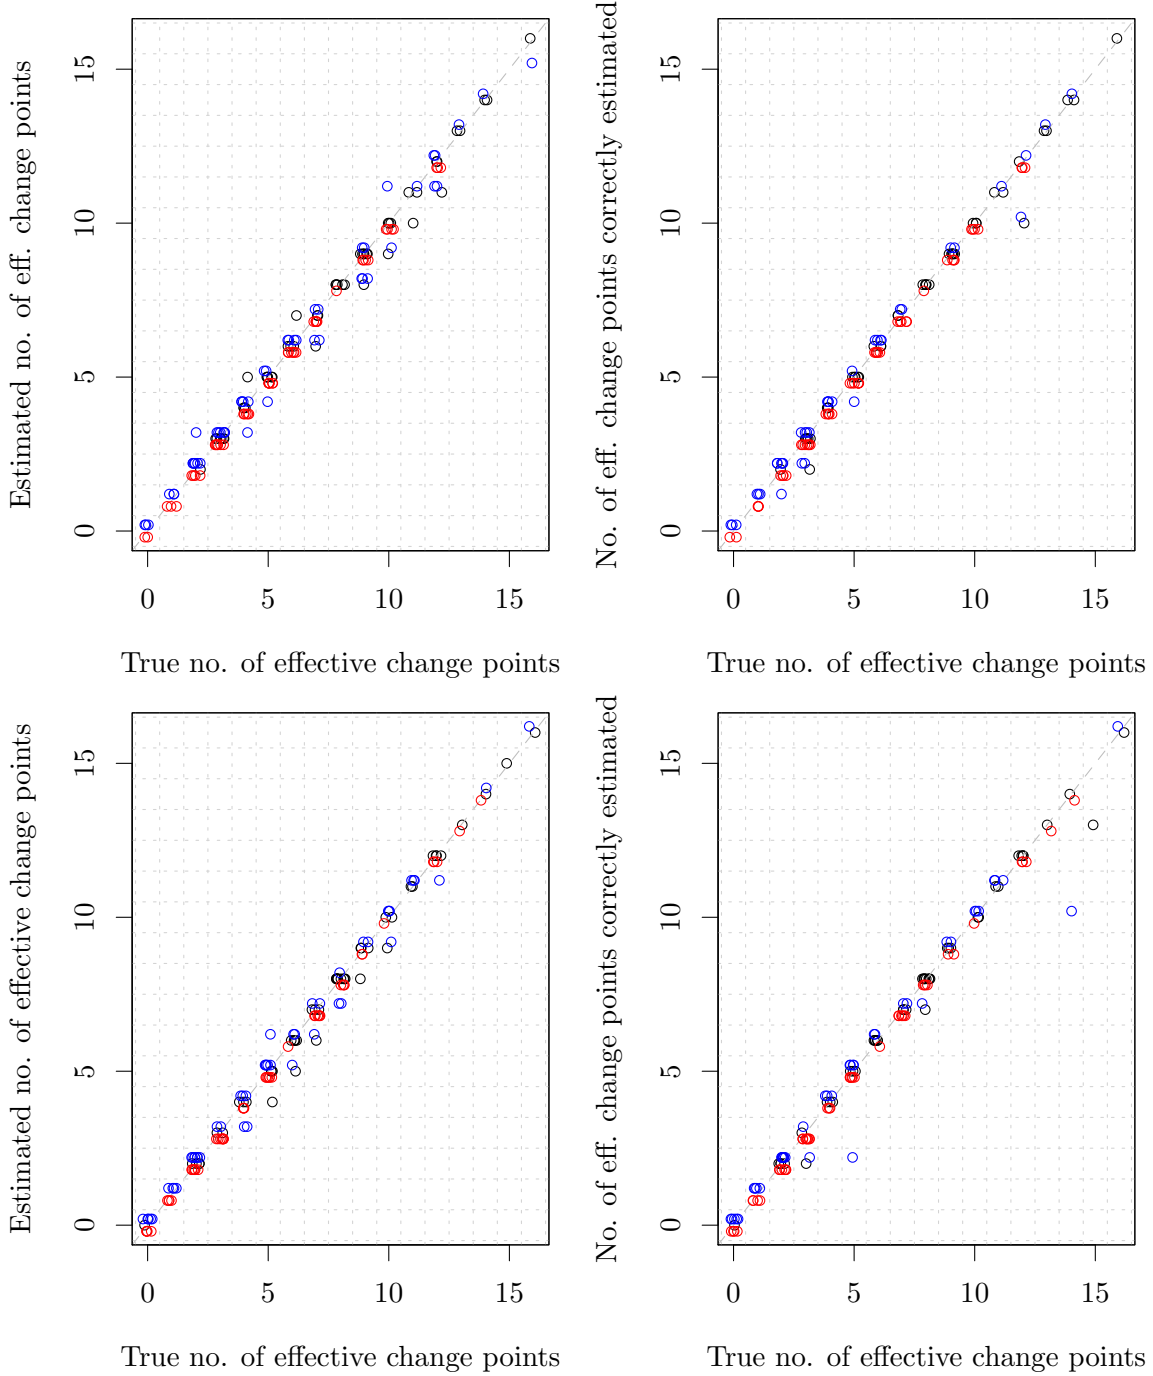 Estimated no. of eff. change points
15
10
5
0
0 5 10 15
True no. of effective change points
No. of eff. change points correctly estimated
15
10
5
0
0 5 10 15
True no. of effective change points
Estimated no. of effective change points
15
10
5
0
0 5 10 15
True no. of effective change points
No. of eff. change points correctly estimated
15
10
5
0
0 5 10 15
True no. of effective change points